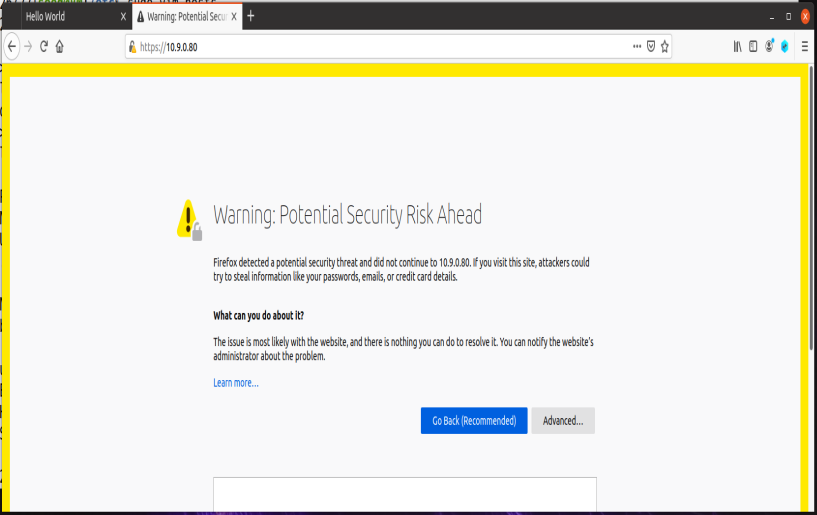 Hello World
Warning: Potential Secur
https://10.9.0.80
Warning: Potential Security Risk Ahead
Firefox detected a potential security threat and did not continue to 10.9.0.80. If you visit this site, attackers could
try to steal information like your passwords, emails, or credit card details.
What can you do about it?
The issue is most likely with the website, and there is nothing you can do to resolve it. You can notify the website's
administrator about the problem.
Learn more…
Go Back (Recommended)
Advanced…